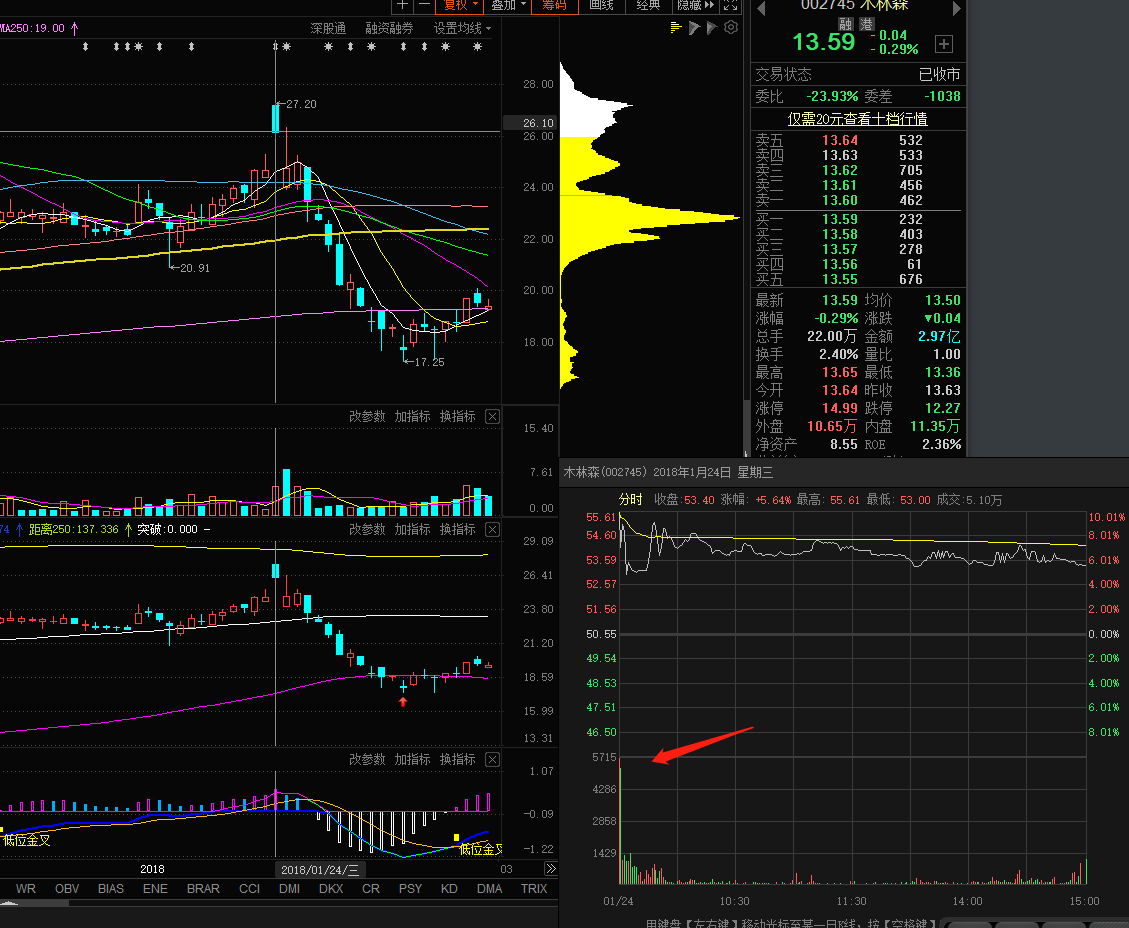 复权 叠加 筹码 画线 经典 隐藏
MA250:19.00 ↑
深股通 融资融券 设置均线
27.20
20.91
17.25
28.00
26.10
26.00
24.00
22.00
20.00
18.00
改参数 加指标 换指标
15.40
7.61
0.00
74 ↑ 距离250:137.336 ↑ 突破:0.000 −
改参数 加指标 换指标
29.09
26.41
23.80
21.20
18.59
15.99
13.31
改参数 加指标 换指标
1.07
-0.09
-1.22
低位金叉
低位金叉
2018
2018/01/24/三
03
WR OBV BIAS ENE BRAR CCI DMI DKX CR PSY KD DMA TRIX
002745 木林森
融 港
13.59
-0.04
-0.29%
交易状态 已收市
委比 -23.93% 委差 -1038
仅需20元查看十档行情
卖五 13.64 532
卖四 13.63 533
卖三 13.62 705
卖二 13.61 456
卖一 13.60 462
买一 13.59 232
买二 13.58 403
买三 13.57 278
买四 13.56 61
买五 13.55 676
最新 13.59 均价 13.50
涨幅 -0.29% 涨跌 ▼0.04
总手 22.00万 金额 2.97亿
换手 2.40% 量比 1.00
最高 13.65 最低 13.36
今开 13.64 昨收 13.63
涨停 14.99 跌停 12.27
外盘 10.65万 内盘 11.35万
净资产 8.55 ROE 2.36%
木林森(002745) 2018年1月24日 星期三
分时 收盘:53.40 涨幅:+5.64% 最高:55.61 最低:53.00 成交:5.10万
55.61 10.01%
54.60 8.01%
53.59 6.01%
52.57 4.00%
51.56 2.00%
50.55 0.00%
49.54 2.00%
48.53 4.00%
47.51 6.01%
46.50 8.01%
5715
4286
2858
1429
01/24 10:30 11:30 14:00 15:00
用键盘【左右键】移动光标至某一日K线，按【空格键】